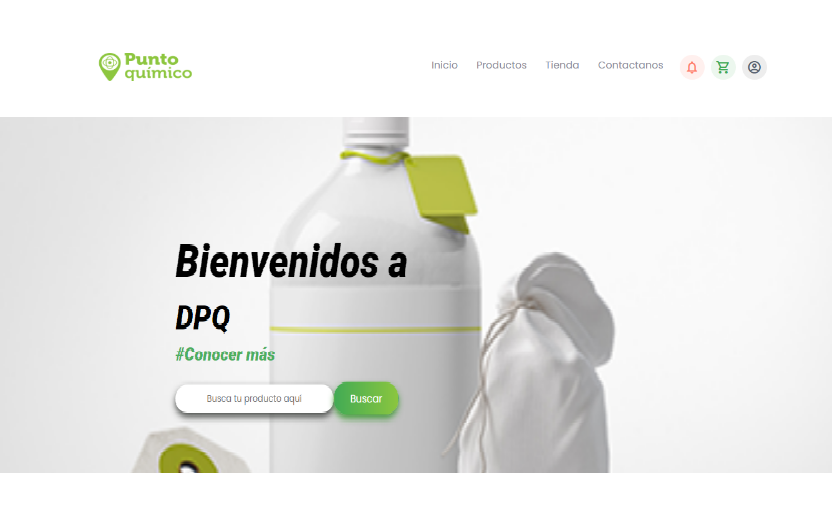 Punto
químico
Inicio
Productos
Tienda
Contactanos
Bienvenidos a
DPQ
#Conocer más
Busca tu producto aquí
Buscar